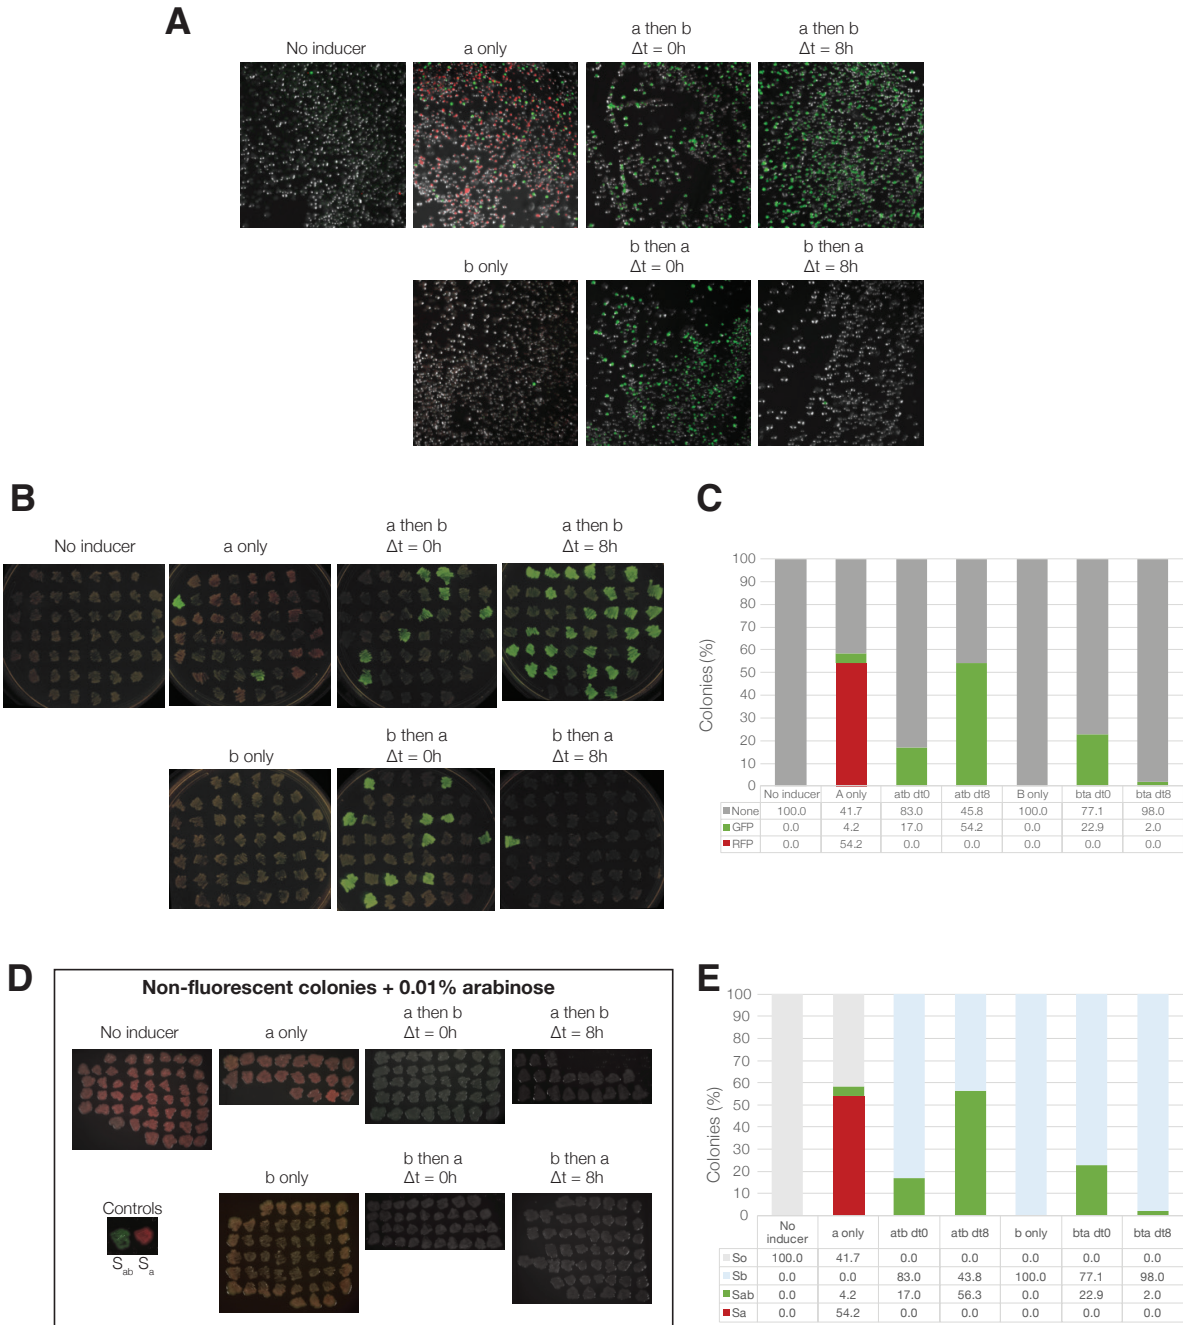 A
No inducer
a only
a then b
Δt = 0h
a then b
Δt = 8h
b only
b then a
Δt = 0h
b then a
Δt = 8h
B
No inducer
a only
a then b
Δt = 0h
a then b
Δt = 8h
b only
b then a
Δt = 0h
b then a
Δt = 8h
C
Colonies (%)
100
90
80
70
60
50
40
30
20
10
0
No inducer A only atb dt0 atb dt8 B only bta dt0 bta dt8
None 100.0 41.7 83.0 45.8 100.0 77.1 98.0
GFP 0.0 4.2 17.0 54.2 0.0 22.9 2.0
RFP 0.0 54.2 0.0 0.0 0.0 0.0 0.0
D
Non-fluorescent colonies + 0.01% arabinose
No inducer
a only
a then b
Δt = 0h
a then b
Δt = 8h
b only
b then a
Δt = 0h
b then a
Δt = 8h
Controls
Sab Sa
E
Colonies (%)
100
90
80
70
60
50
40
30
20
10
0
No inducer a only atb dt0 atb dt8 b only bta dt0 bta dt8
So 100.0 41.7 0.0 0.0 0.0 0.0 0.0
Sb 0.0 0.0 83.0 43.8 100.0 77.1 98.0
Sab 0.0 4.2 17.0 56.3 0.0 22.9 2.0
Sa 0.0 54.2 0.0 0.0 0.0 0.0 0.0